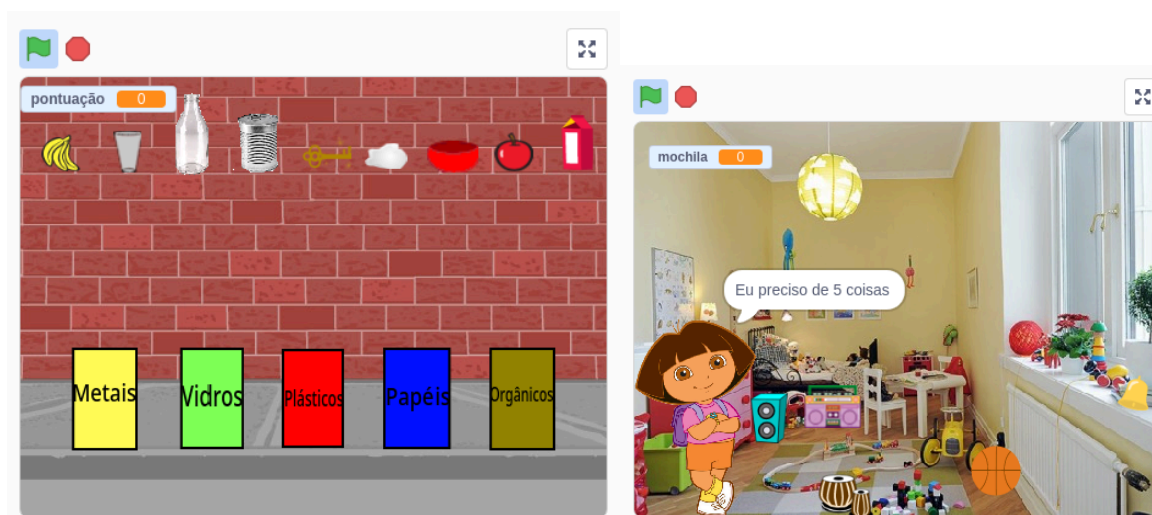 pontuação 0
Metais
Vidros
Plásticos
Papéis
Orgânicos
mochila 0
Eu preciso de 5 coisas